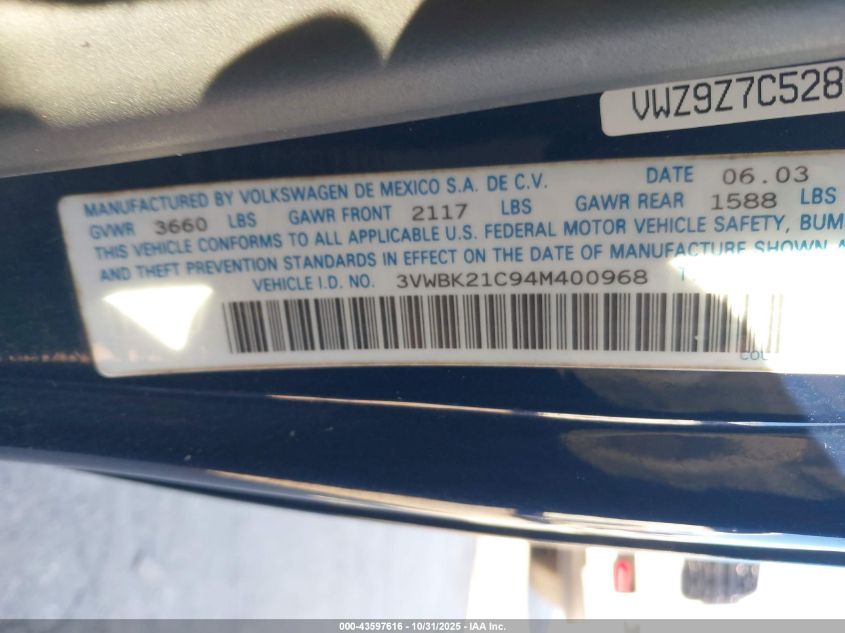 VWZ9Z7C528
MANUFACTURED BY VOLKSWAGEN DE MEXICO S.A. DE C.V. DATE 06.03
GVWR 3660 LBS GAWR FRONT 2117 LBS GAWR REAR 1588 LBS
THIS VEHICLE CONFORMS TO ALL APPLICABLE U.S. FEDERAL MOTOR VEHICLE SAFETY, BUM
AND THEFT PREVENTION STANDARDS IN EFFECT ON THE DATE OF MANUFACTURE SHOWN A
VEHICLE I.D. NO. 3VWBK21C94M400968 T
COL
000-43597616 - 10/31/2025 - IAA Inc.